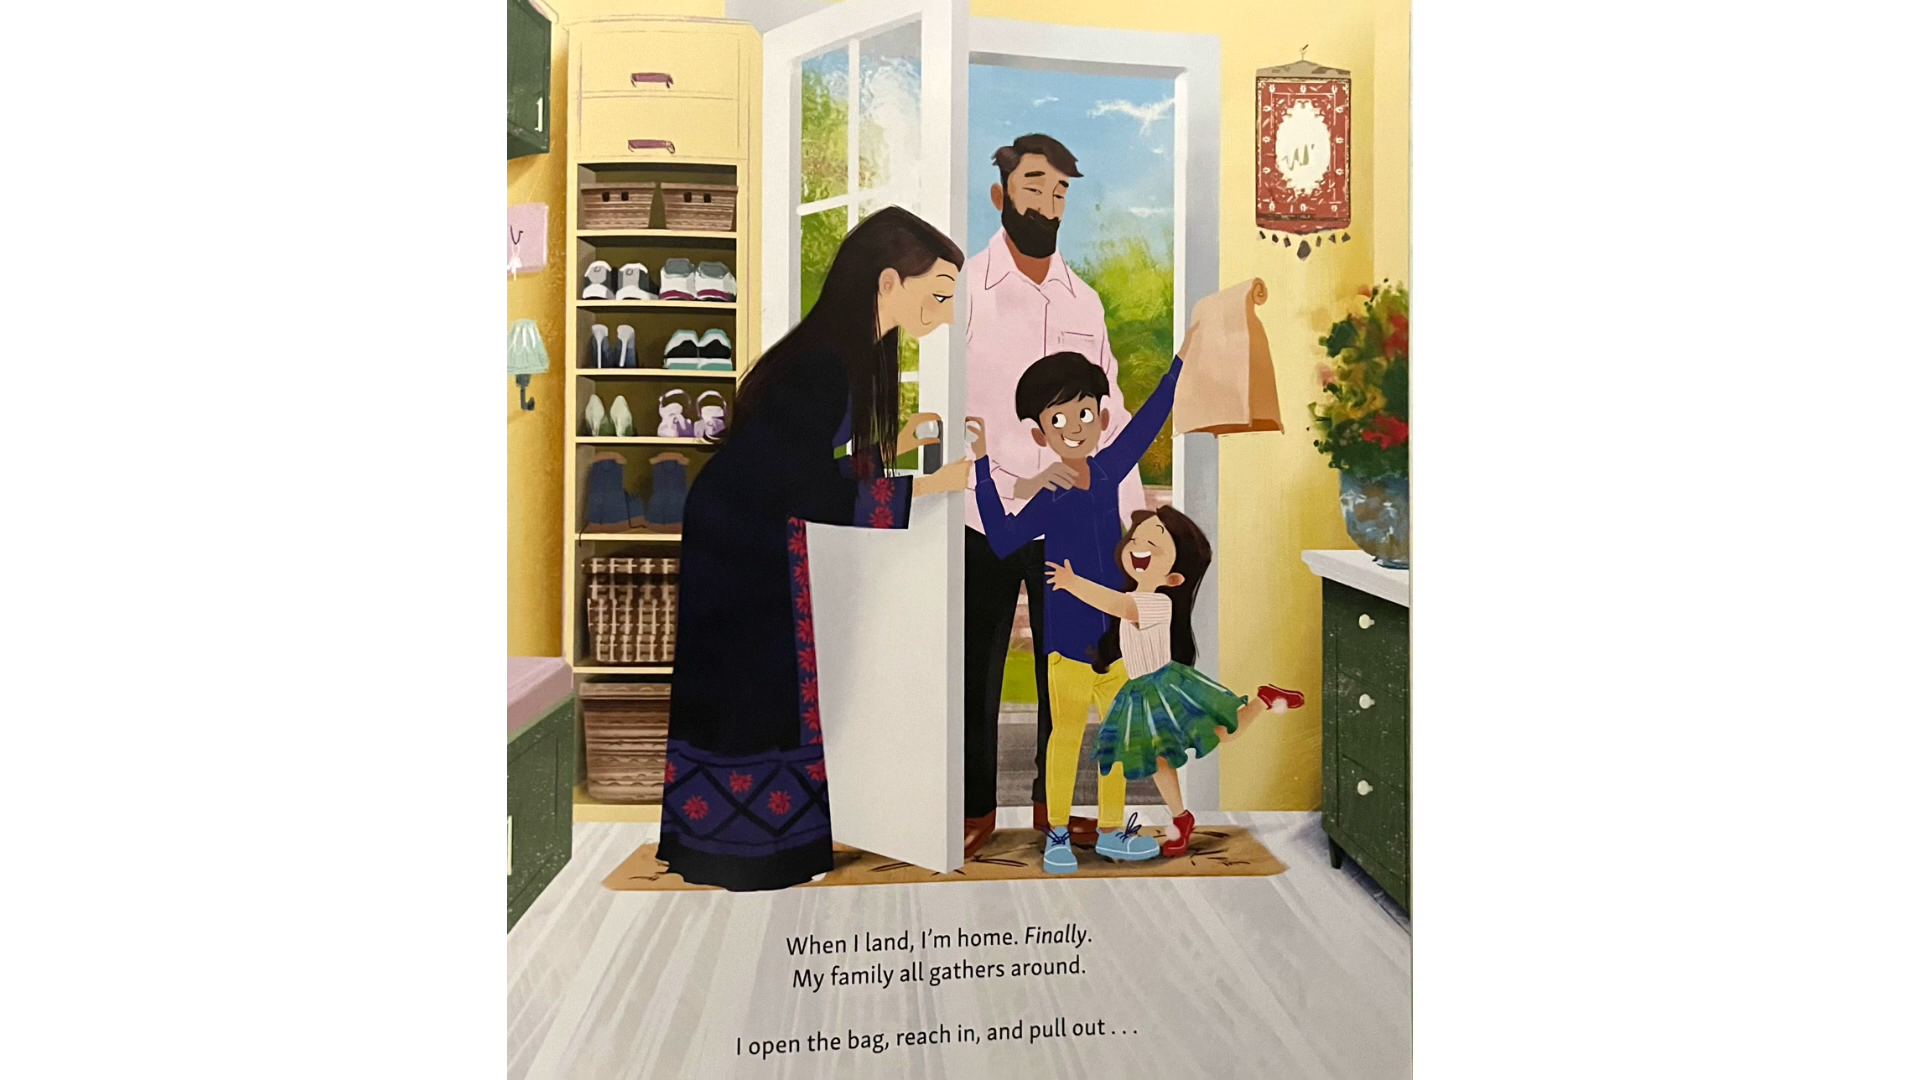 When I land, I'm home. Finally.
My family all gathers around.
I open the bag, reach in, and pull out . . .